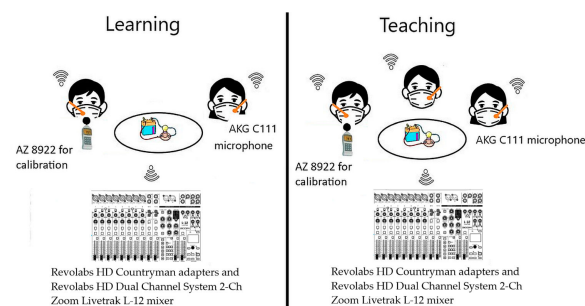 Learning
AKG C111
microphone
AZ 8922 for
calibration
Revolabs HD Countryman adapters and
Revolabs HD Dual Channel System 2-Ch
Zoom Livetrak L-12 mixer
Teaching
AKG C111 microphone
AZ 8922 for
calibration
Revolabs HD Countryman adapters and
Revolabs HD Dual Channel System 2-Ch
Zoom Livetrak L-12 mixer